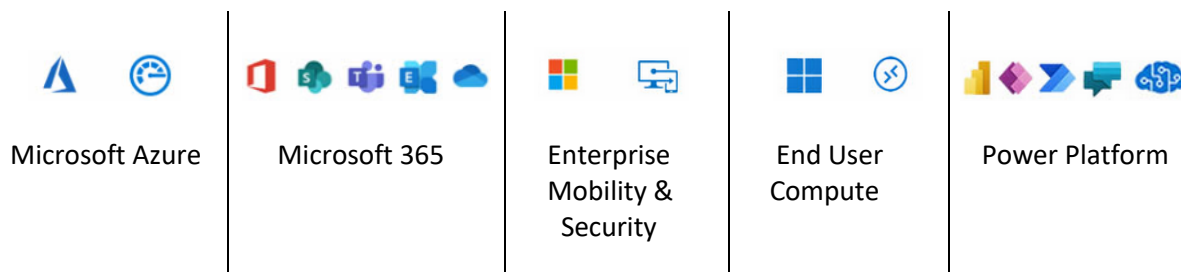 Microsoft Azure
Microsoft 365
Enterprise
Mobility &
Security
End User
Compute
Power Platform